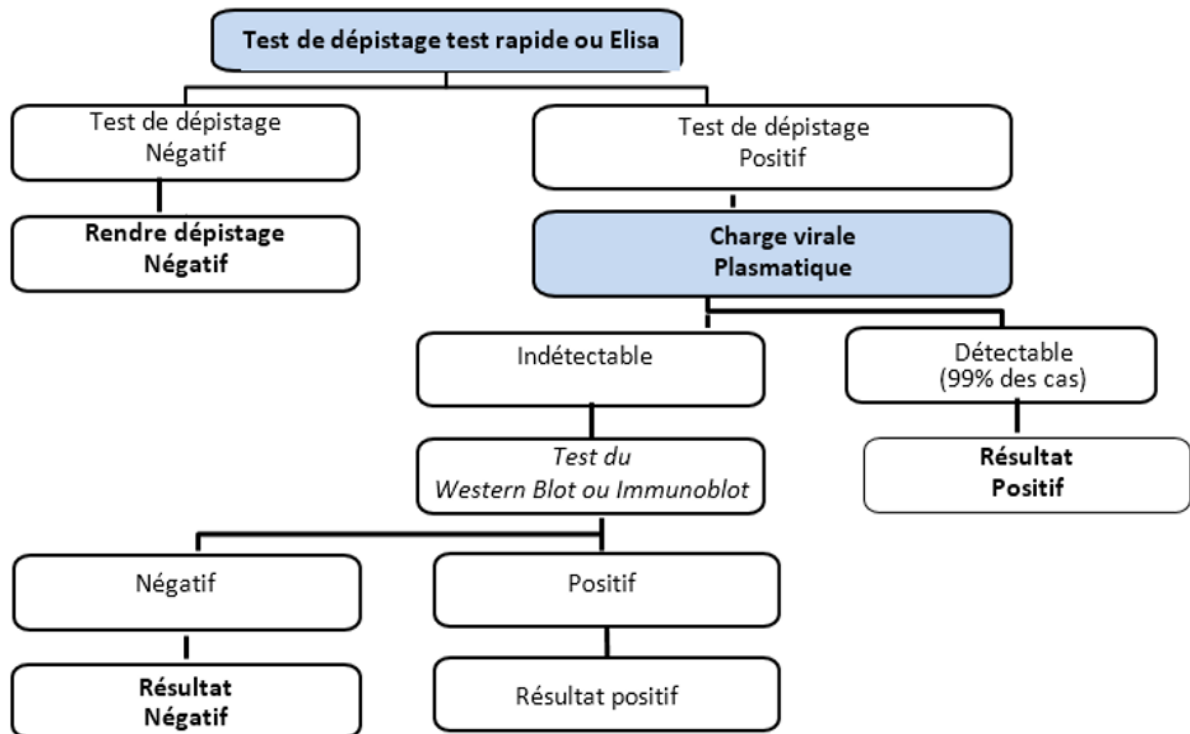 Test de dépistage test rapide ou Elisa
Test de dépistage
Négatif
Test de dépistage
Positif
Rendre dépistage
Négatif
Charge virale
Plasmatique
Indétectable
Détectable
(99% des cas)
Test du
Western Blot ou Immunoblot
Résultat
Positif
Négatif
Positif
Résultat
Négatif
Résultat positif